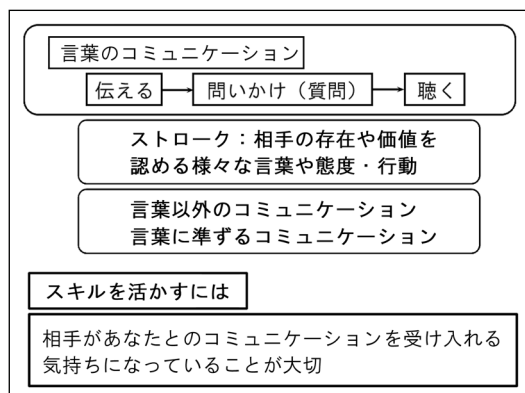 言葉のコミュニケーション
伝える→問いかけ（質問）→聴く
ストローク：相手の存在や価値を
認める様々な言葉や態度・行動
言葉以外のコミュニケーション
言葉に準ずるコミュニケーション
スキルを活かすには
相手があなたとのコミュニケーションを受け入れる
気持ちになっていることが大切